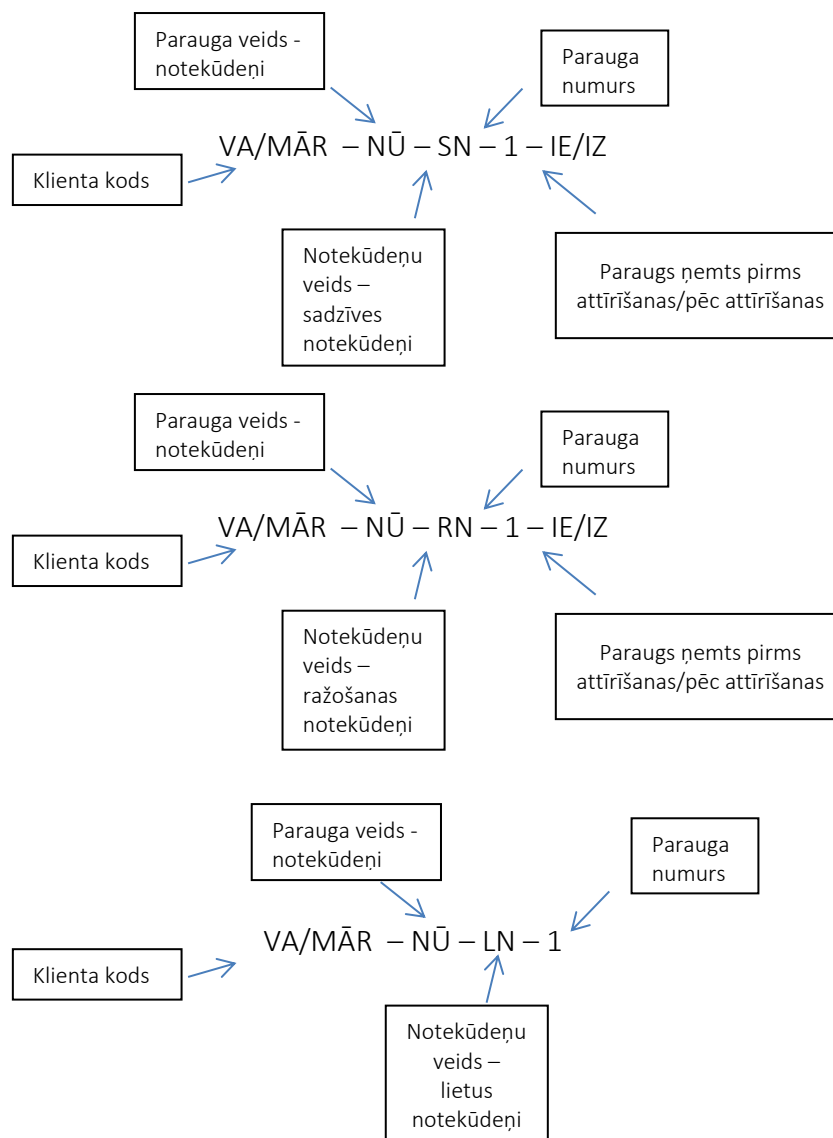 Parauga veids -
notekūdeņi
Parauga
numurs
VA/MĀR – NŪ – SN – 1 – IE/IZ
Klienta kods
Notekūdeņu
veids –
sadzīves
notekūdeņi
Paraugs ņemts pirms
attīrīšanas/pēc attīrīšanas
Parauga veids -
notekūdeņi
Parauga
numurs
VA/MĀR – NŪ – RN – 1 – IE/IZ
Klienta kods
Notekūdeņu
veids –
ražošanas
notekūdeņi
Paraugs ņemts pirms
attīrīšanas/pēc attīrīšanas
Parauga veids -
notekūdeņi
Parauga
numurs
VA/MĀR – NŪ – LN – 1
Klienta kods
Notekūdeņu
veids –
lietus
notekūdeņi